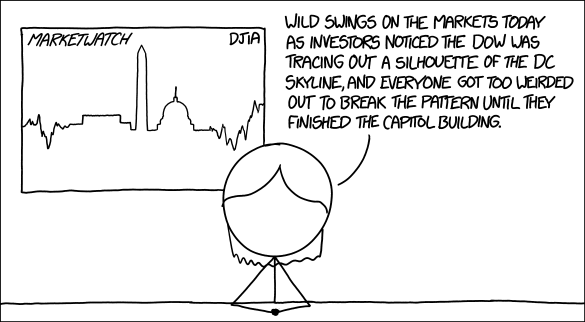 MARKETWATCH DJIA
WILD SWINGS ON THE MARKETS TODAY
AS INVESTORS NOTICED THE DOW WAS
TRACING OUT A SILHOUETTE OF THE DC
SKYLINE, AND EVERYONE GOT TOO WEIRDED
OUT TO BREAK THE PATTERN UNTIL THEY
FINISHED THE CAPITOL BUILDING.